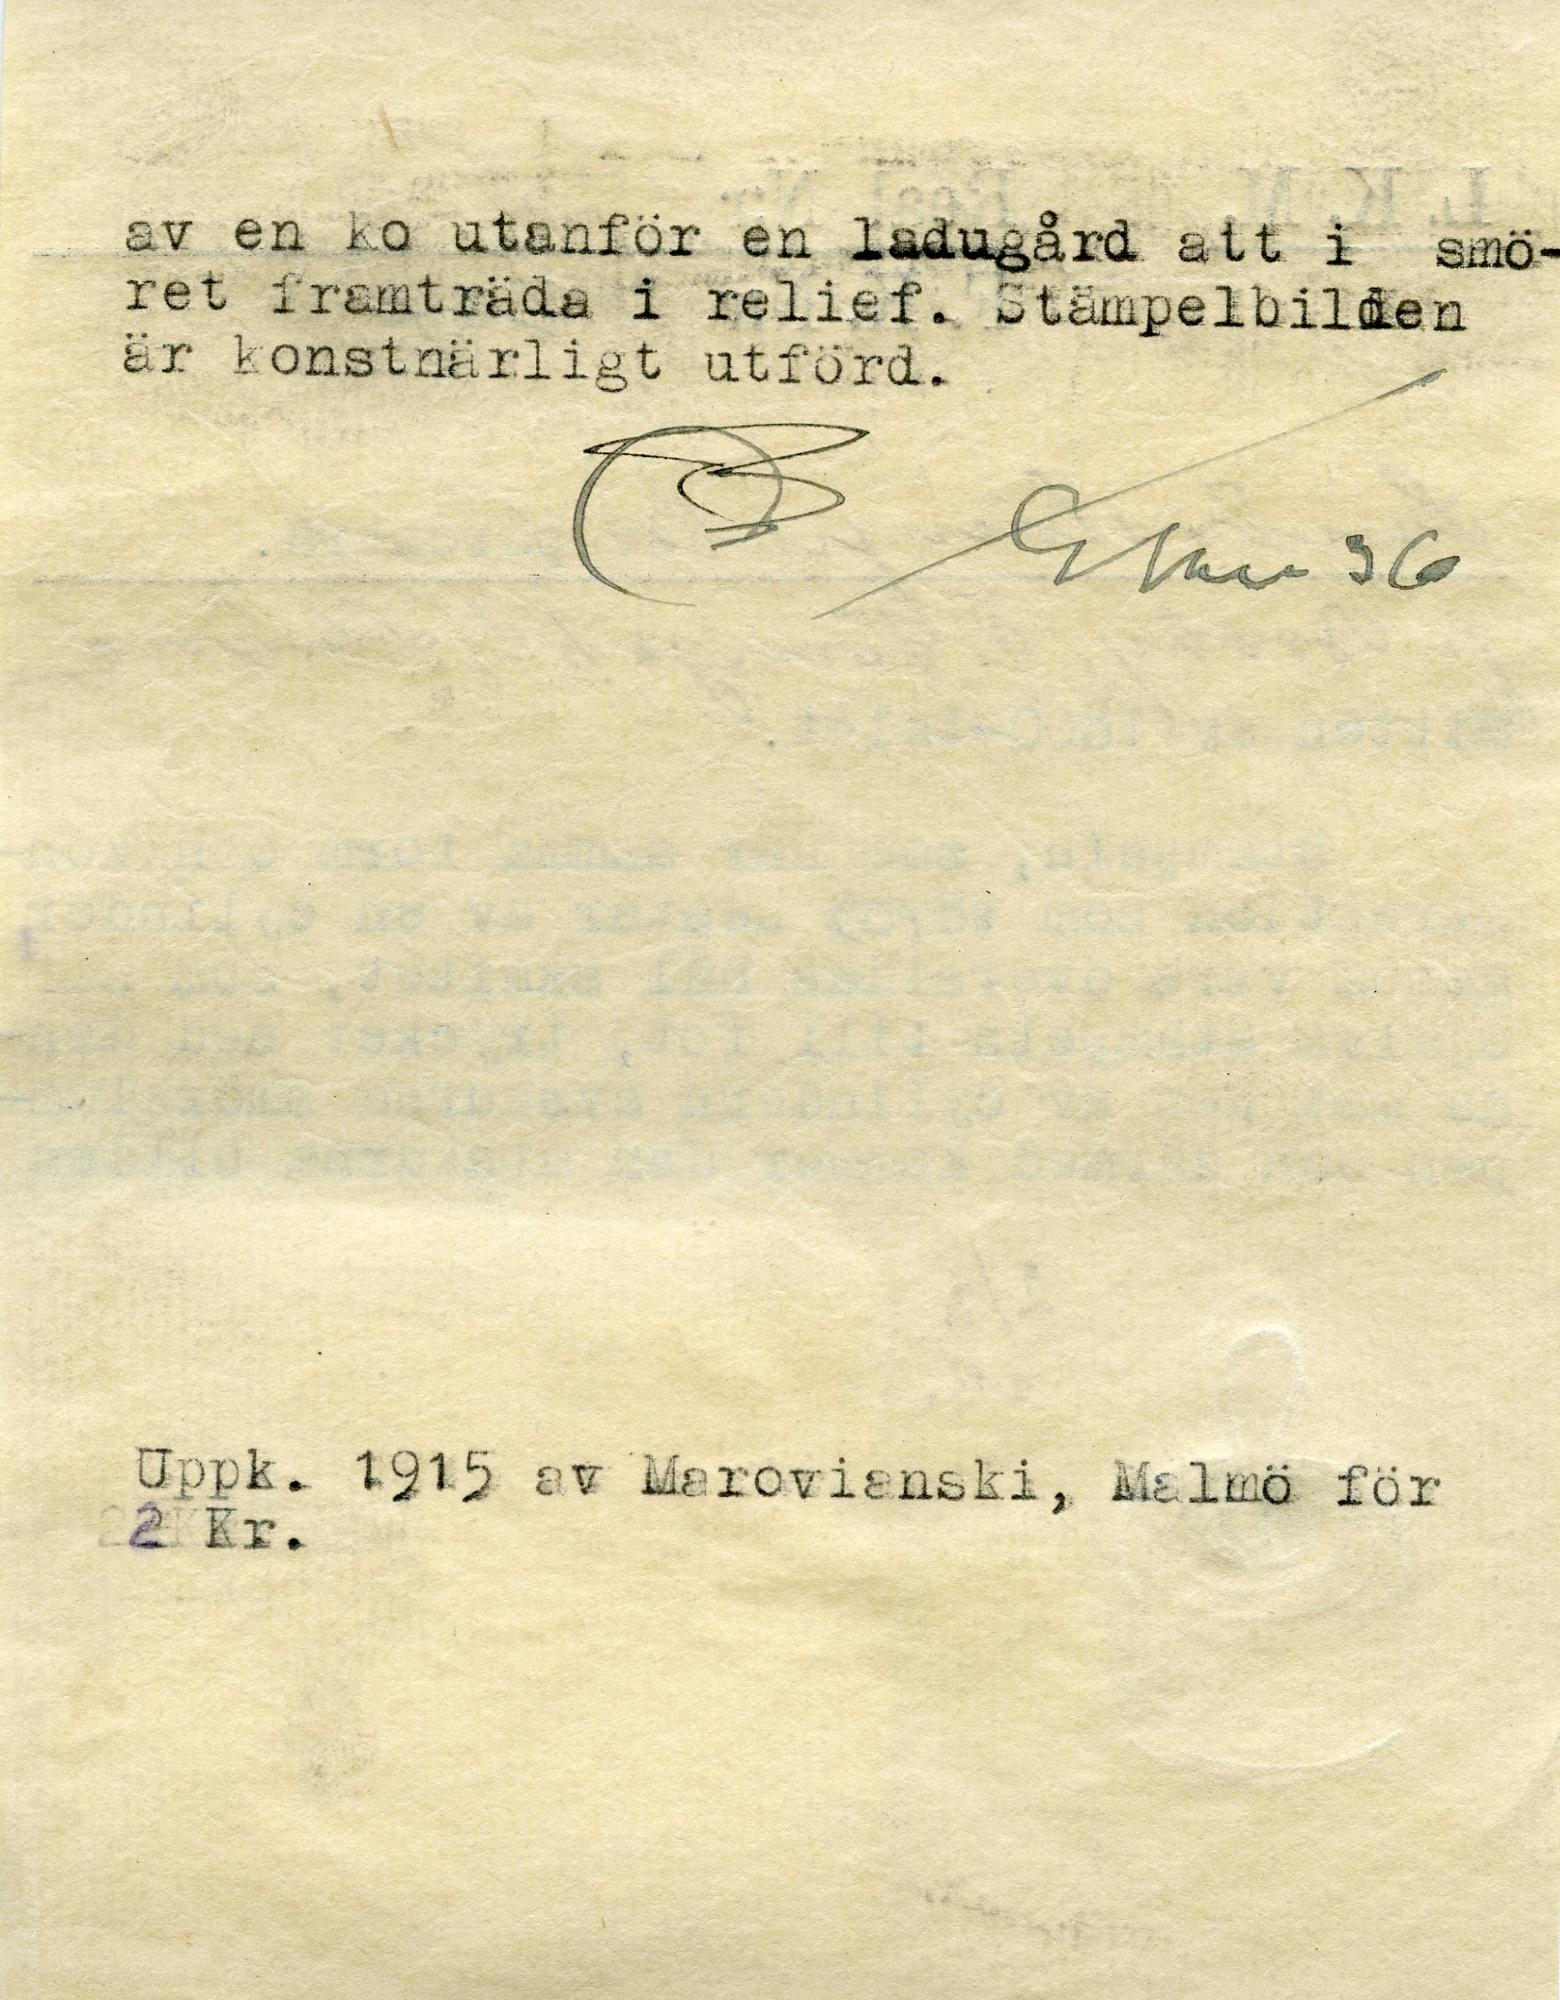 av en ko utanför en ladugård att i smö-
ret framträda i relief. Stämpelbilden
är konstnärligt utförd.
36
Uppk. 1915 av Marovianski, Malmö för
2 Kr.